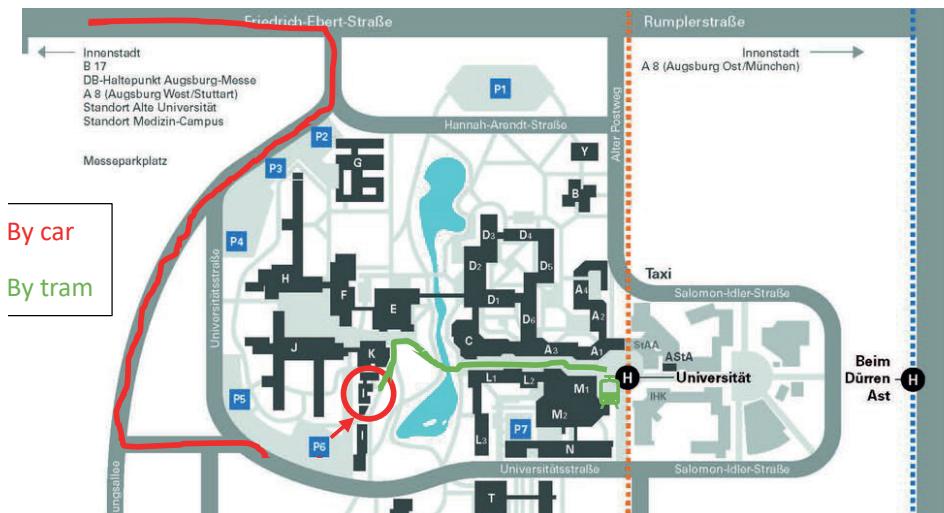 Friedrich-Ebert-Straße
Rumplerstraße
Innenstadt
B 17
DB-Haltepunkt Augsburg-Messe
A 8 (Augsburg West/Stuttart)
Standort Alte Universität
Standort Medizin-Campus
Messeparkplatz
Innenstadt
A 8 (Augsburg Ost/München)
P1
Hannah-Arendt-Straße
Alter Postweg
P2
P3
G
Y
B
By car
By tram
P4
Universitätsstraße
D3
D4
D2
D5
H
F
E
D1
D6
A4
A2
Taxi
Salomon-Idler-Straße
J
K
C
A3
A1
StAA
AStA
H
Universität
Beim
Dürren
Ast
H
I
L1
L2
M1
IHK
P5
P6
I
L3
P7
M2
N
Universitätsstraße
Salomon-Idler-Straße
T
ungsallee